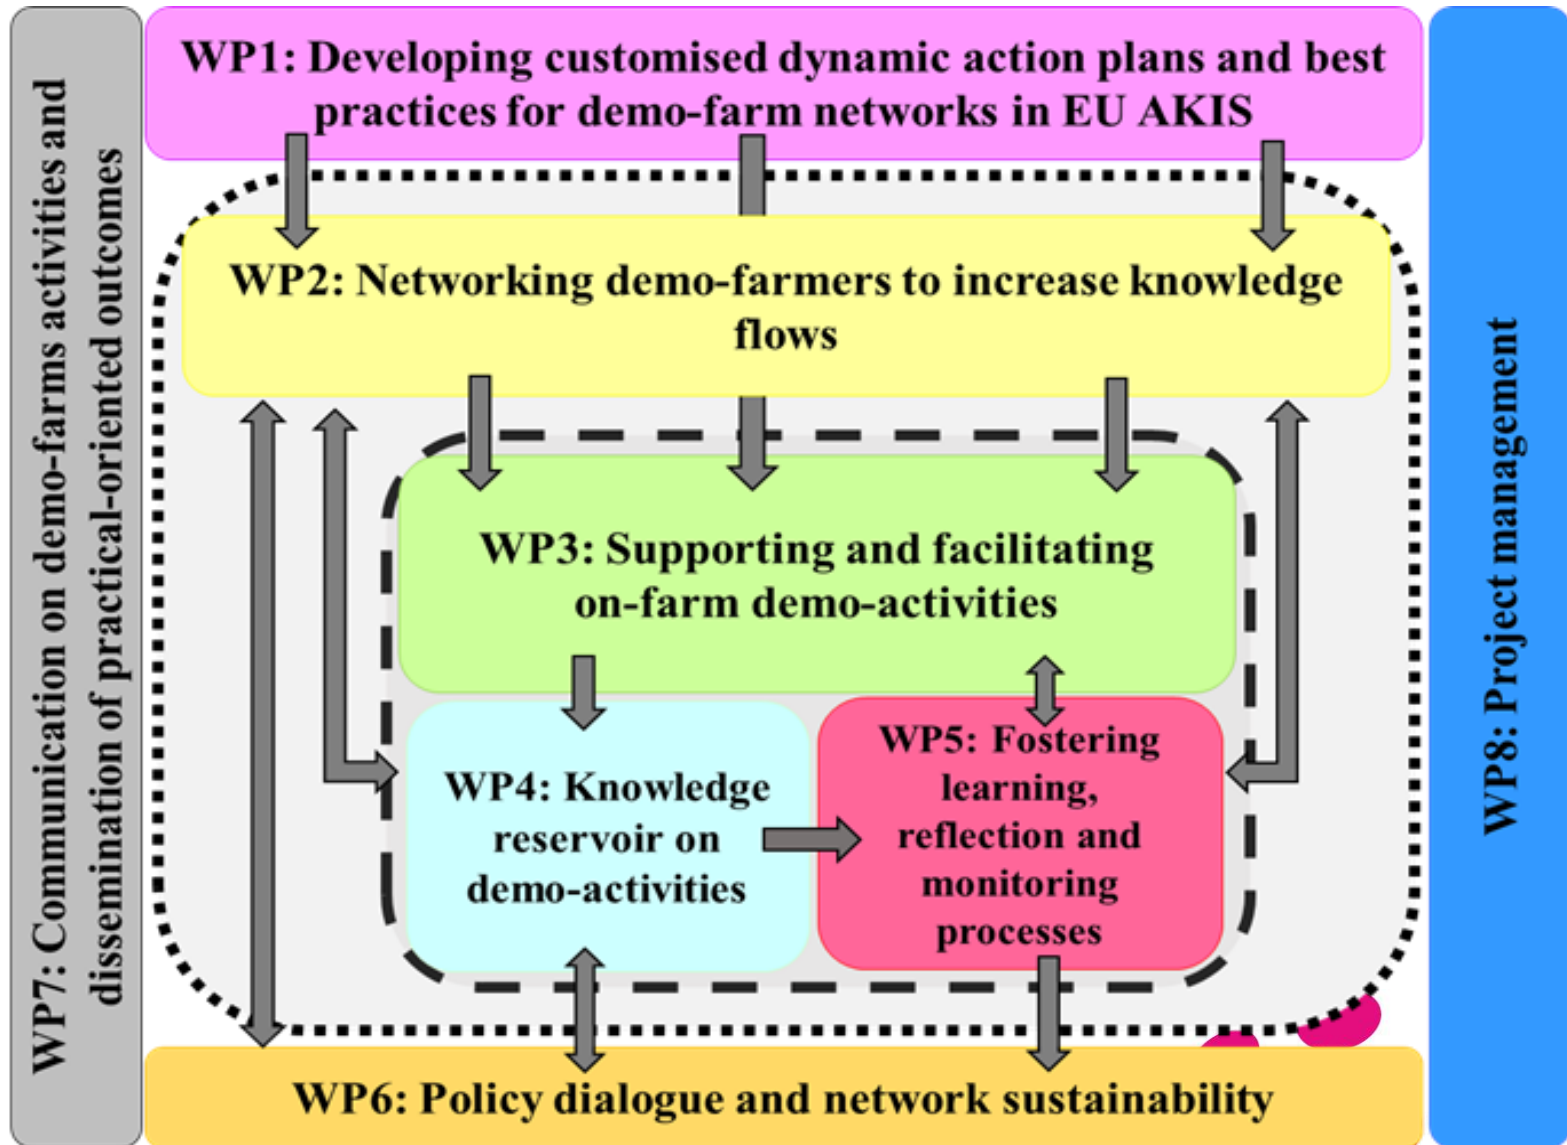 WP7: Communication on demo-farms activities and
dissemination of practical-oriented outcomes
WP1: Developing customised dynamic action plans and best
practices for demo-farm networks in EU AKIS
WP2: Networking demo-farmers to increase knowledge
flows
WP3: Supporting and facilitating
on-farm demo-activities
WP4: Knowledge
reservoir on
demo-activities
WP5: Fostering
learning,
reflection and
monitoring
processes
WP6: Policy dialogue and network sustainability
WP8: Project management